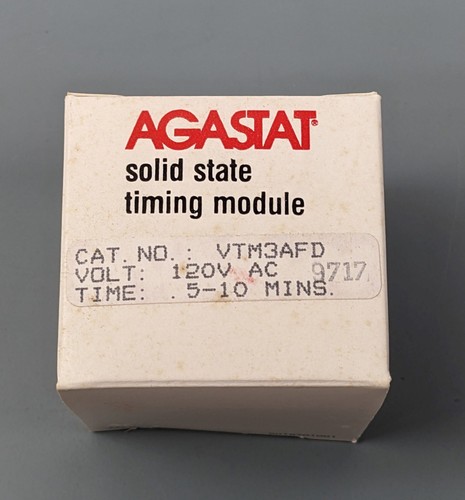 AGASTAT®
solid state
timing module
CAT. NO.: VTM3AFD
VOLT: 120V AC 9717
TIME: .5-10 MINS.